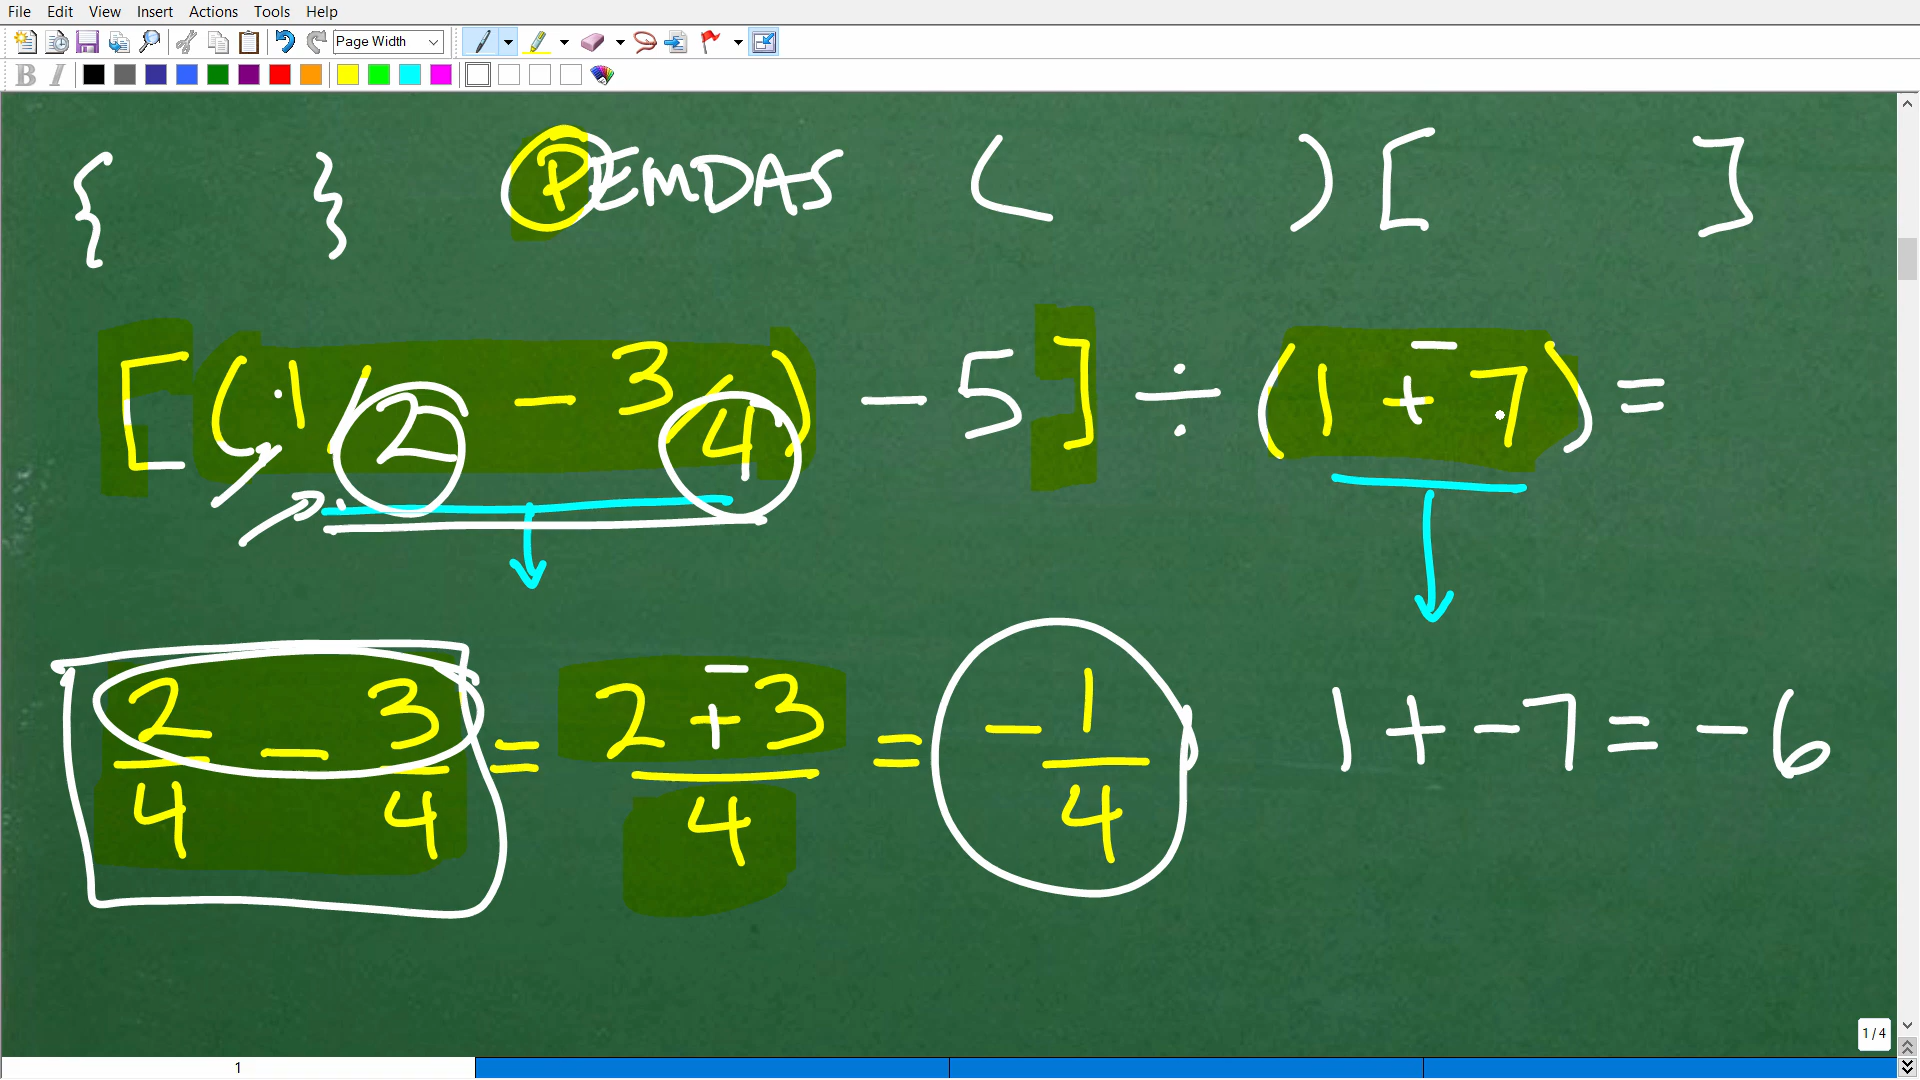 File Edit View Insert Actions Tools Help
Page Width
B I
{ } PEMDAS ( ) [ ]
[(1/2 - 3/4) - 5] ÷ (1 + -7) =
2/4 - 3/4 = 2 + -3/4 = -1/4
1 + -7 = -6
1 / 4
1